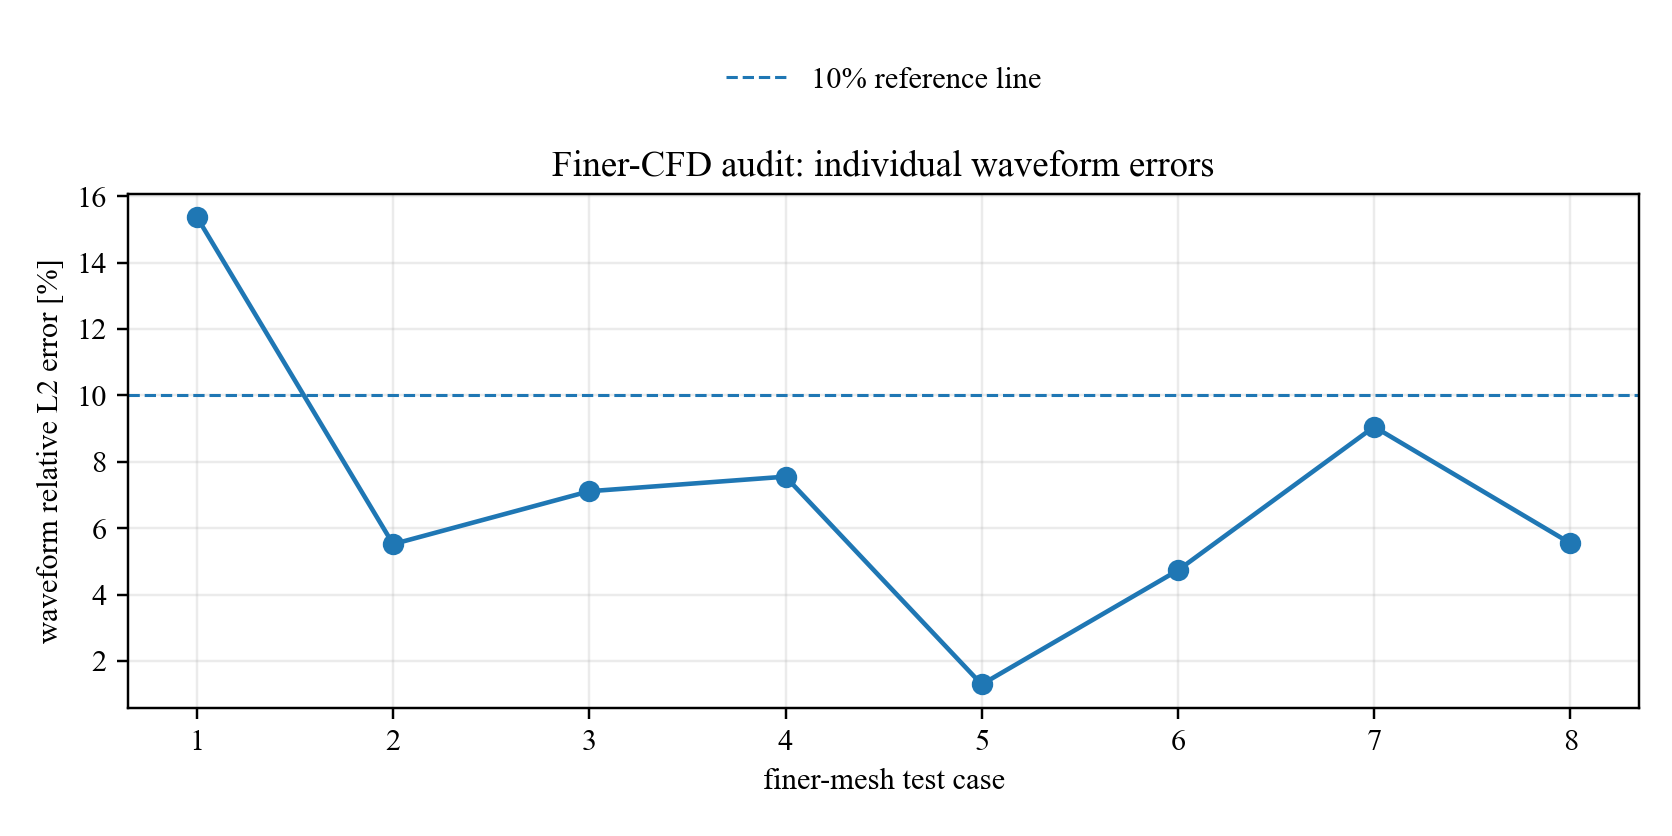 10% reference line
Finer-CFD audit: individual waveform errors
waveform relative L2 error [%]
16
14
12
10
8
6
4
2
1 2 3 4 5 6 7 8
finer-mesh test case